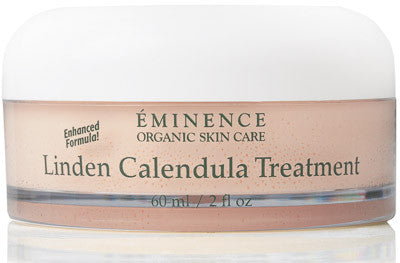 Enhanced
Formula!
ÉMINENCE
ORGANIC SKIN CARE
Linden Calendula Treatment
60 ml / 2 fl oz